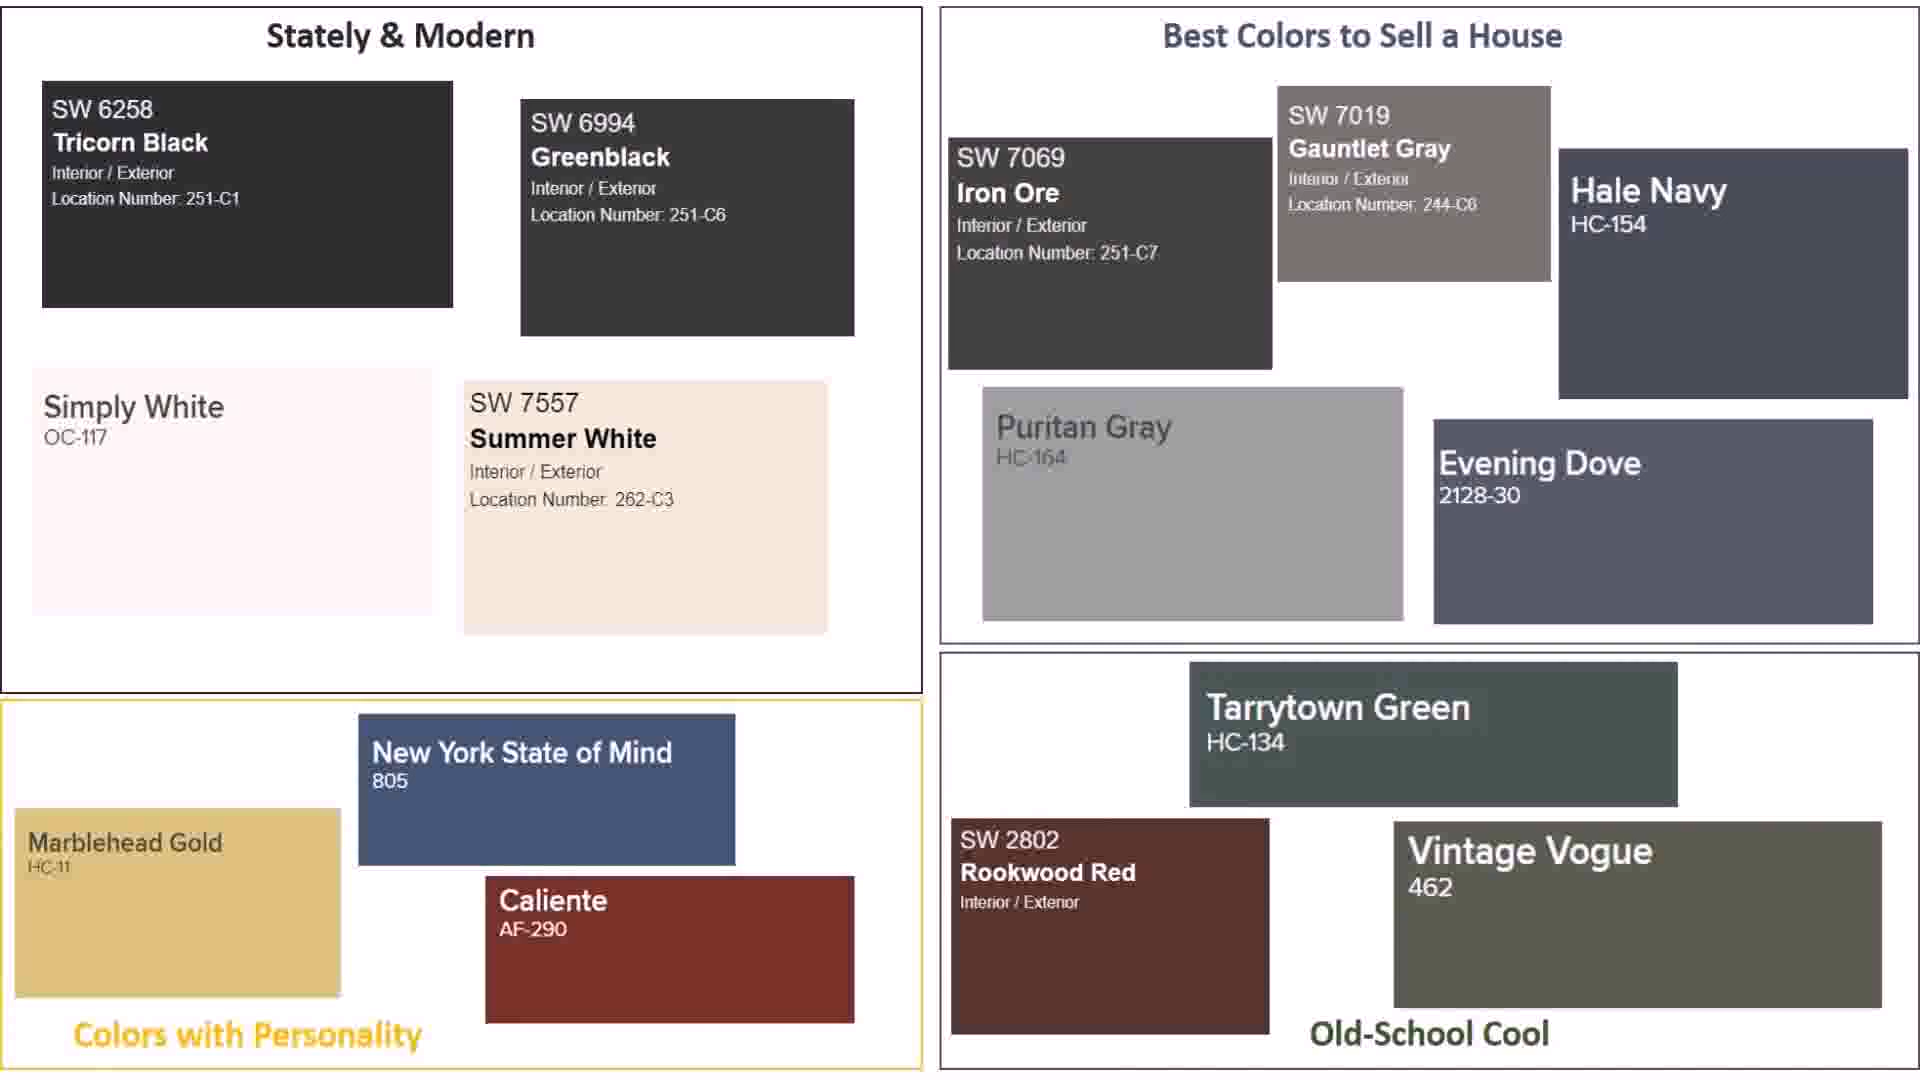 Stately & Modern
SW 6258
Tricorn Black
Interior / Exterior
Location Number: 251-C1
SW 6994
Greenblack
Interior / Exterior
Location Number: 251-C6
Simply White
OC-117
SW 7557
Summer White
Interior / Exterior
Location Number: 262-C3
Best Colors to Sell a House
SW 7069
Iron Ore
Interior / Exterior
Location Number: 251-C7
SW 7019
Gauntlet Gray
Interior / Exterior
Location Number: 244-C6
Hale Navy
HC-154
Puritan Gray
HC-164
Evening Dove
2128-30
New York State of Mind
805
Marblehead Gold
HC-11
Caliente
AF-290
Colors with Personality
Tarrytown Green
HC-134
SW 2802
Rookwood Red
Interior / Exterior
Vintage Vogue
462
Old-School Cool